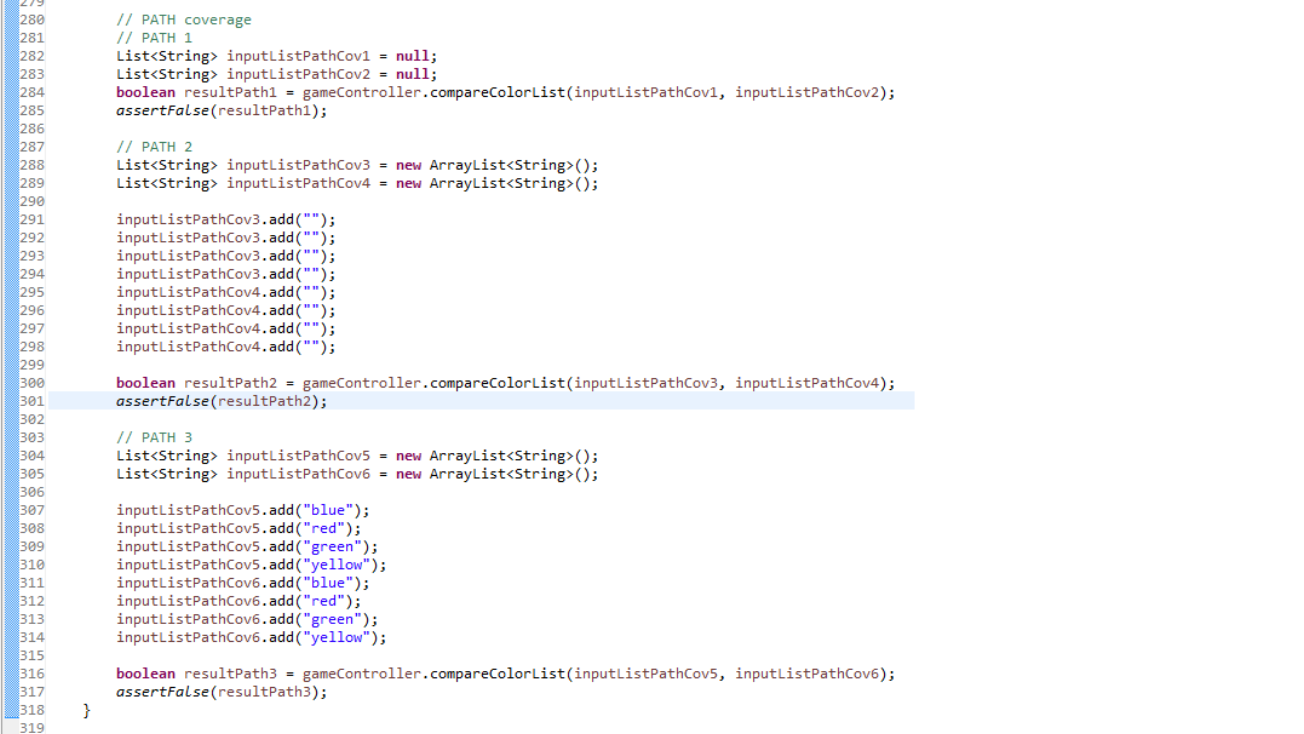 279
280 // PATH coverage
281 // PATH 1
282 List<String> inputListPathCov1 = null;
283 List<String> inputListPathCov2 = null;
284 boolean resultPath1 = gameController.compareColorList(inputListPathCov1, inputListPathCov2);
285 assertFalse(resultPath1);
286
287 // PATH 2
288 List<String> inputListPathCov3 = new ArrayList<String>();
289 List<String> inputListPathCov4 = new ArrayList<String>();
290
291 inputListPathCov3.add("");
292 inputListPathCov3.add("");
293 inputListPathCov3.add("");
294 inputListPathCov3.add("");
295 inputListPathCov4.add("");
296 inputListPathCov4.add("");
297 inputListPathCov4.add("");
298 inputListPathCov4.add("");
299
300 boolean resultPath2 = gameController.compareColorList(inputListPathCov3, inputListPathCov4);
301 assertFalse(resultPath2);
302
303 // PATH 3
304 List<String> inputListPathCov5 = new ArrayList<String>();
305 List<String> inputListPathCov6 = new ArrayList<String>();
306
307 inputListPathCov5.add("blue");
308 inputListPathCov5.add("red");
309 inputListPathCov5.add("green");
310 inputListPathCov5.add("yellow");
311 inputListPathCov6.add("blue");
312 inputListPathCov6.add("red");
313 inputListPathCov6.add("green");
314 inputListPathCov6.add("yellow");
315
316 boolean resultPath3 = gameController.compareColorList(inputListPathCov5, inputListPathCov6);
317 assertFalse(resultPath3);
318 }
319